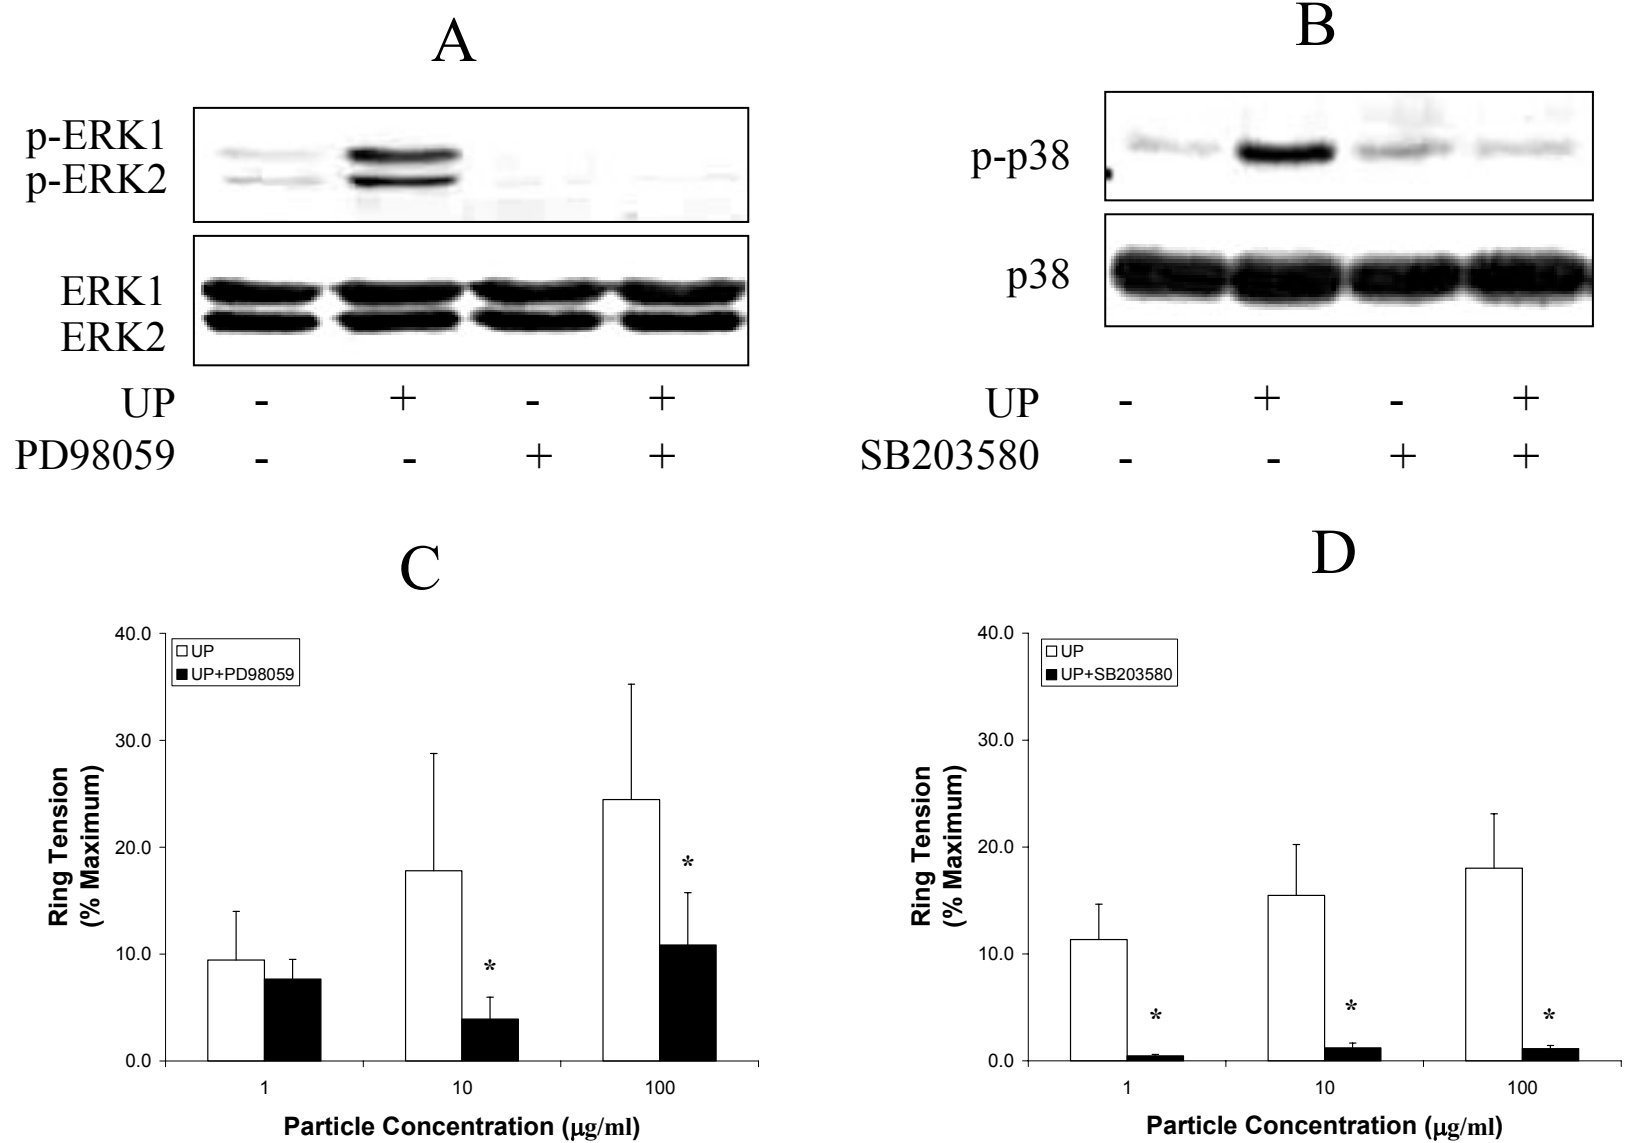 A
p-ERK1
p-ERK2
ERK1
ERK2
UP - + - +
PD98059 - - + +
B
p-p38
p38
UP - + - +
SB203580 - - + +
C
40.0
30.0
20.0
10.0
0.0
UP
UP+PD98059
*
*
Ring Tension
(% Maximum)
1 10 100
Particle Concentration (μg/ml)
D
40.0
30.0
20.0
10.0
0.0
UP
UP+SB203580
* * *
Ring Tension
(% Maximum)
1 10 100
Particle Concentration (μg/ml)